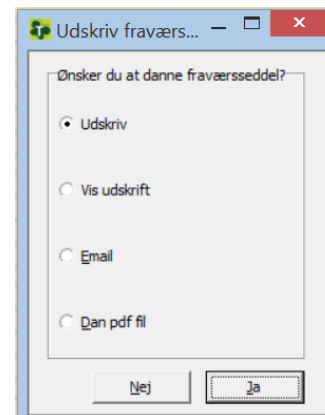 Udskriv fraværs...
Ønsker du at danne fraværsseddel?
Udskriv
Vis udskrift
Email
Dan pdf fil
Nej
Ja